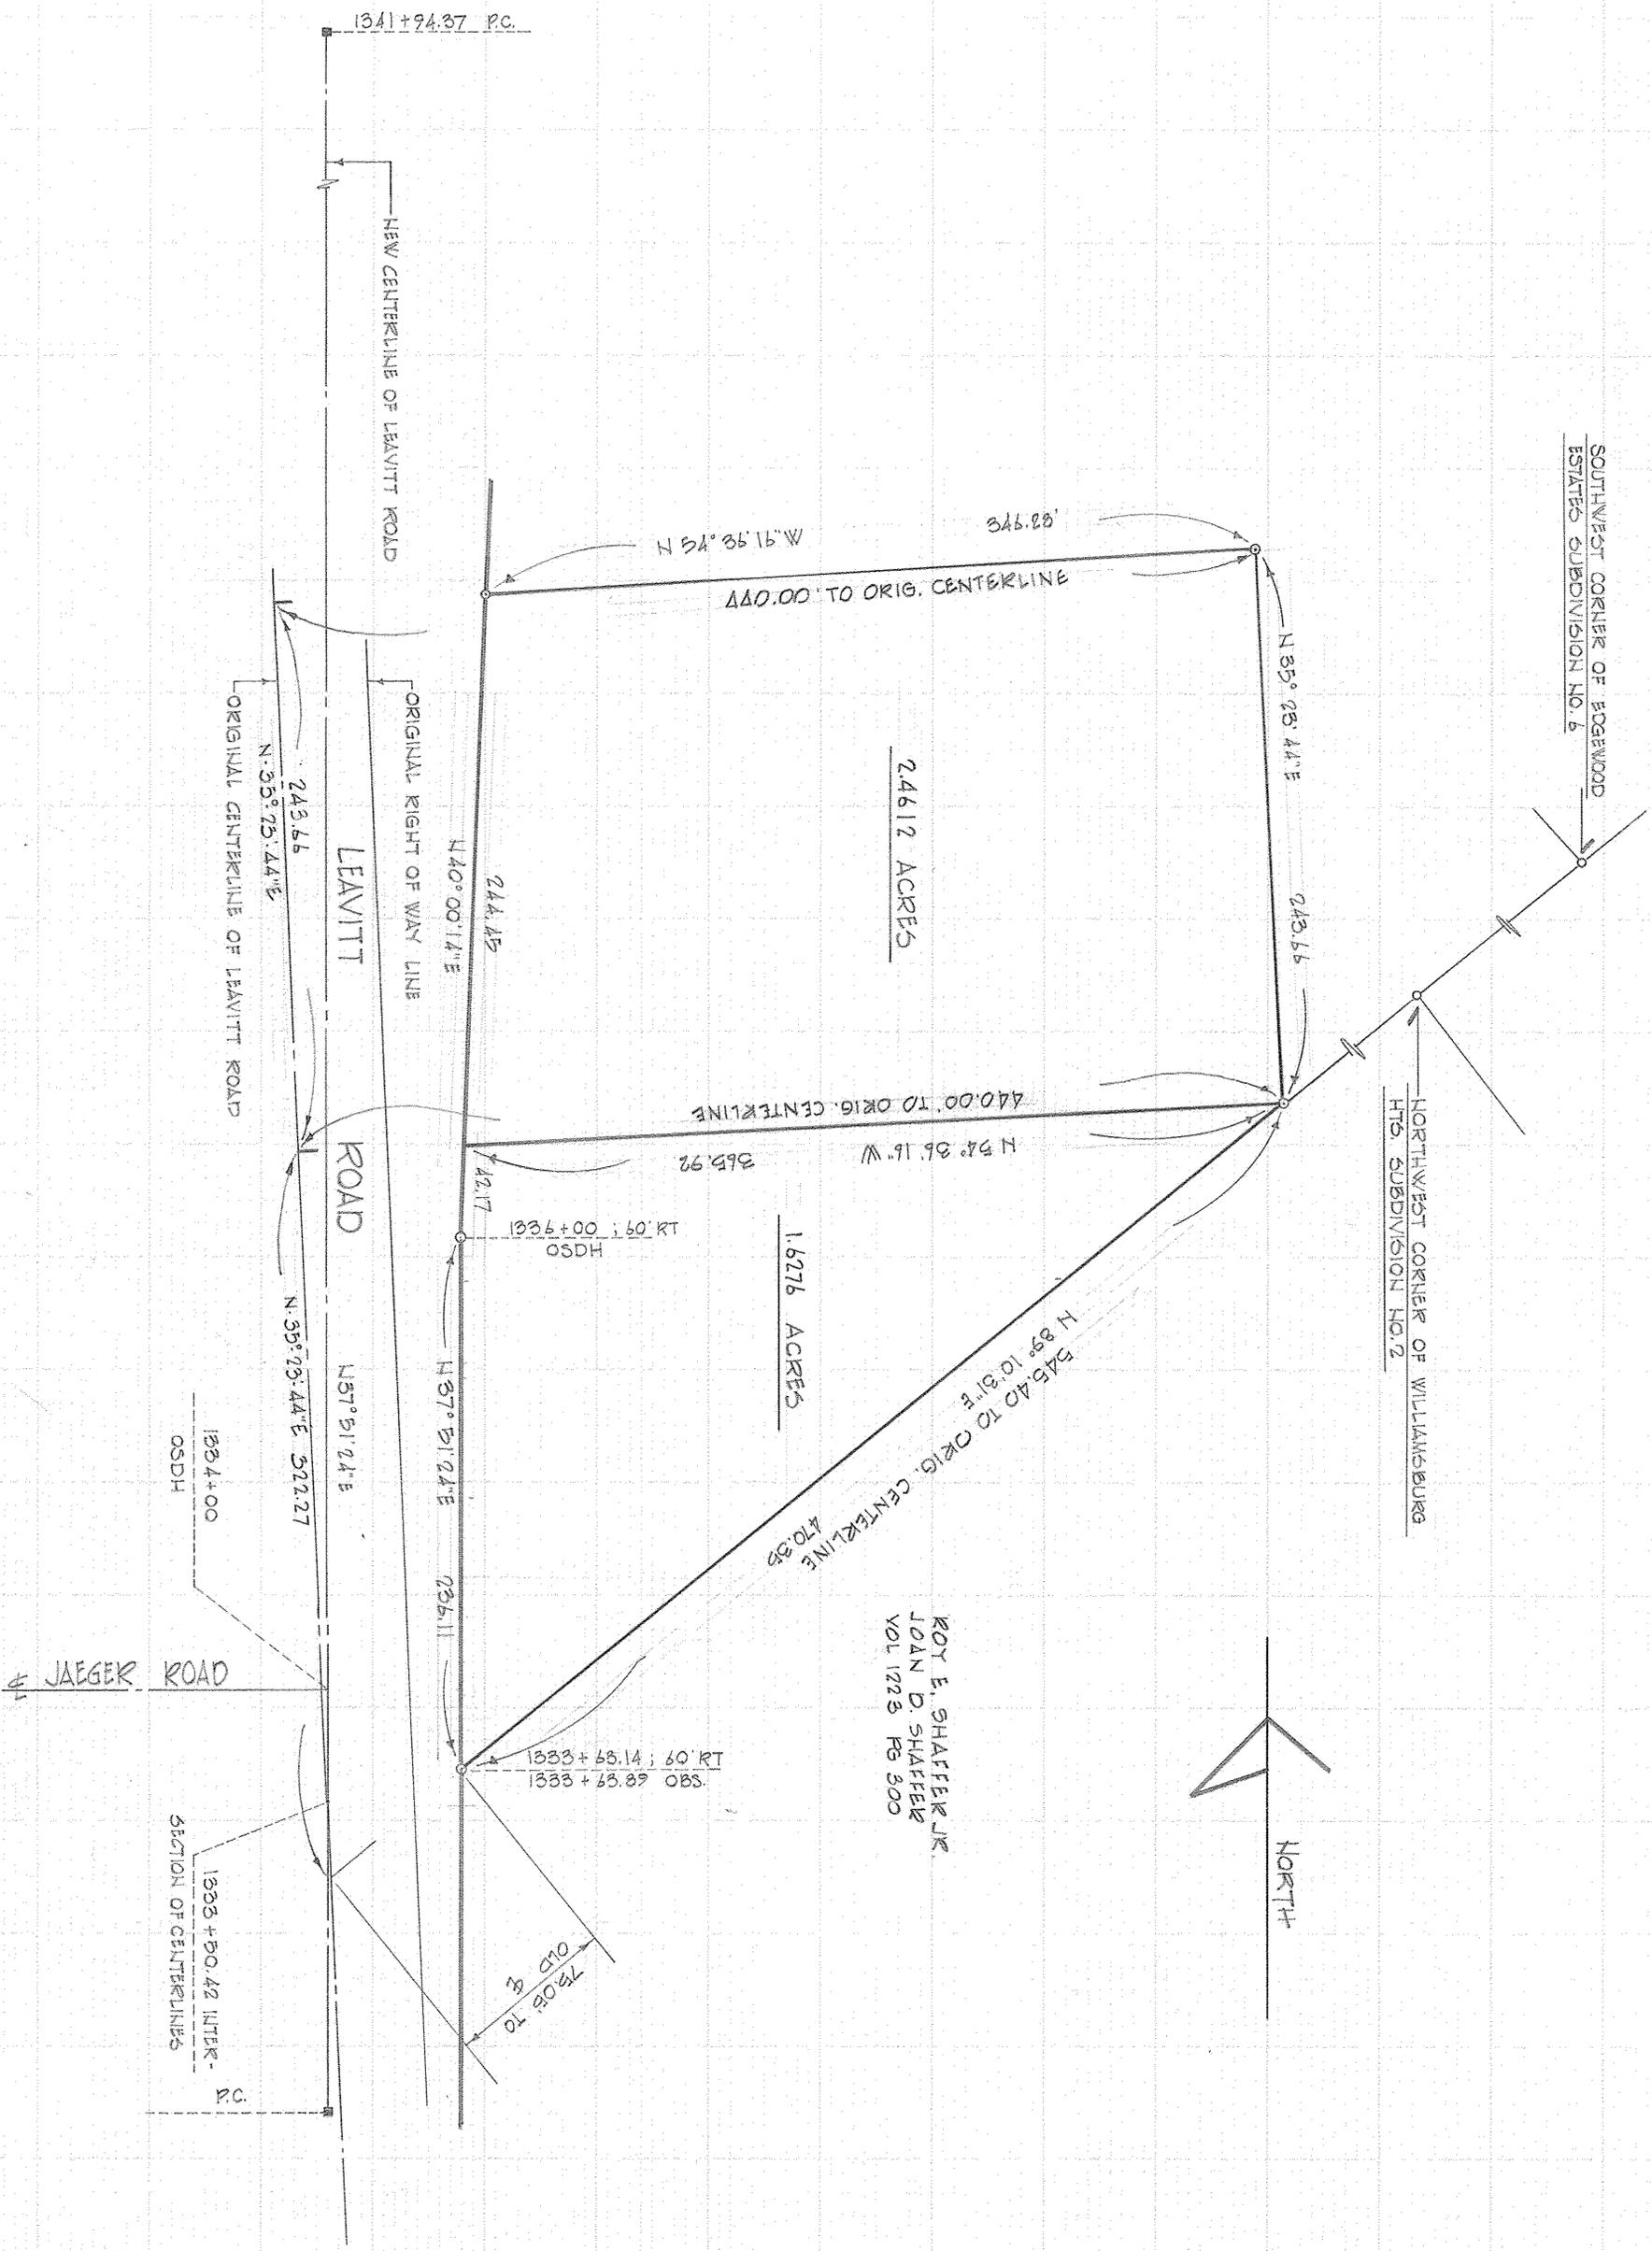 1341+94.37 P.C.
NEW CENTERLINE OF LEAVITT ROAD
SOUTHWEST CORNER OF EDGEWOOD
ESTATES SUBDIVISION NO. 6
N 54° 36' 16" W
346.28'
440.00' TO ORIG. CENTERLINE
N 35° 23' 44" E
243.66
2.4612 ACRES
ORIGINAL RIGHT OF WAY LINE
244.45
N 40° 00' 14" E
243.66
N. 35° 23' 44" E
ORIGINAL CENTERLINE OF LEAVITT ROAD
LEAVITT ROAD
NORTHWEST CORNER OF WILLIAMSBURG
HTS. SUBDIVISION NO. 2
440.00' TO ORIG. CENTERLINE
N 54° 36' 16" W
365.92
42.17
1336+00 ; 60' RT
OSDH
1.6276 ACRES
N 89° 10' 31" E
545.40 TO ORIG. CENTERLINE
470.35
N 37° 51' 24" E
236.11
N 37° 51' 24" E
N. 35° 23' 44" E 322.27
1334+00
OSDH
℄ JAEGER ROAD
1333+63.14 ; 60' RT
1333+63.89 OBS.
ROY E. SHAFFER JR.
JOAN D. SHAFFER
VOL 1223 PG 300
NORTH
75.05' TO
OLD ℄
1333+50.42 INTER-
SECTION OF CENTERLINES
P.C.